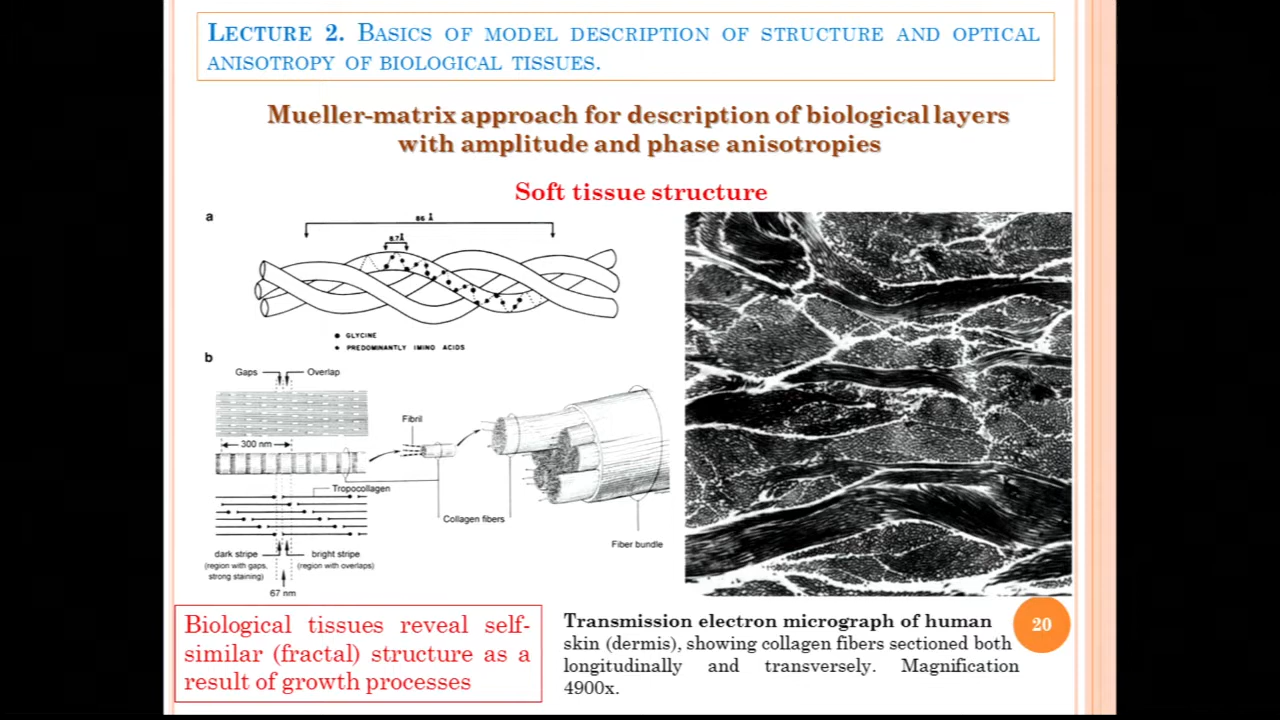 LECTURE 2. BASICS OF MODEL DESCRIPTION OF STRUCTURE AND OPTICAL
ANISOTROPY OF BIOLOGICAL TISSUES.
Mueller-matrix approach for description of biological layers
with amplitude and phase anisotropies
Soft tissue structure
a
86 Å
8.7Å
GLYCINE
PREDOMINANTLY IMINO ACIDS
b
Gaps
Overlap
300 nm
Fibril
Tropocollagen
Collagen fibers
Fiber bundle
dark stripe
(region with gaps,
strong staining)
bright stripe
(region with overlaps)
67 nm
Biological tissues reveal self-
similar (fractal) structure as a
result of growth processes
Transmission electron micrograph of human
skin (dermis), showing collagen fibers sectioned both
longitudinally and transversely. Magnification
4900x.
20